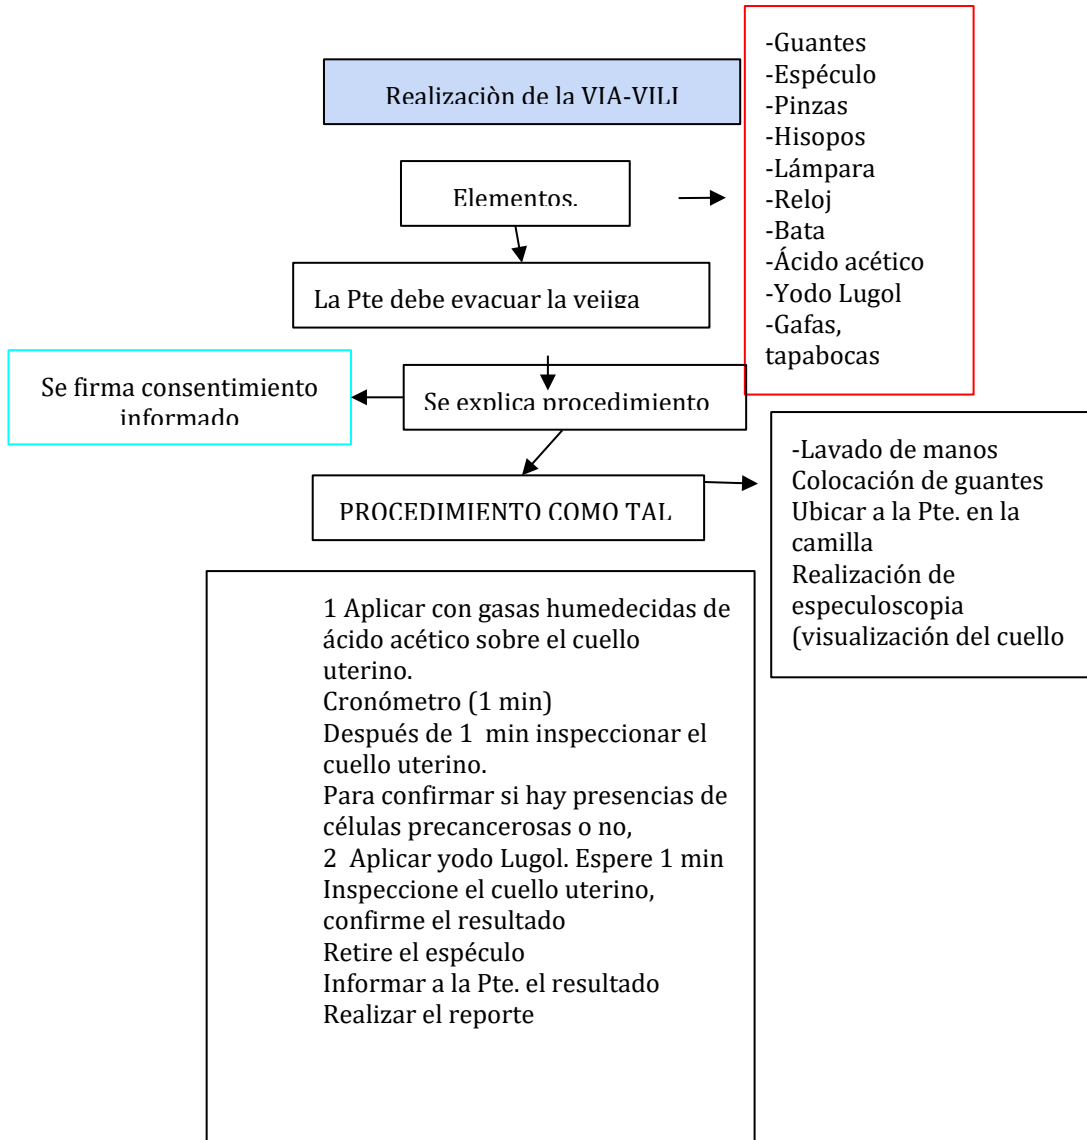 Realizaciòn de la VIA-VILI
-Guantes
-Espéculo
-Pinzas
-Hisopos
-Lámpara
-Reloj
-Bata
-Ácido acético
-Yodo Lugol
-Gafas,
tapabocas
Elementos.
La Pte debe evacuar la vejiga
Se firma consentimiento
informado
Se explica procedimiento
PROCEDIMIENTO COMO TAL
-Lavado de manos
Colocación de guantes
Ubicar a la Pte. en la
camilla
Realización de
especuloscopia
(visualización del cuello
1 Aplicar con gasas humedecidas de
ácido acético sobre el cuello
uterino.
Cronómetro (1 min)
Después de 1 min inspeccionar el
cuello uterino.
Para confirmar si hay presencias de
células precancerosas o no,
2 Aplicar yodo Lugol. Espere 1 min
Inspeccione el cuello uterino,
confirme el resultado
Retire el espéculo
Informar a la Pte. el resultado
Realizar el reporte